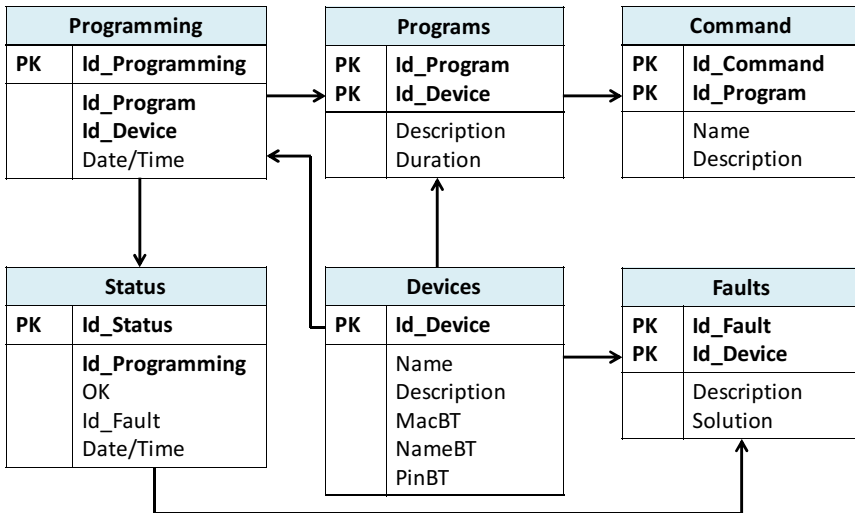 Programming
PK Id_Programming
Id_Program
Id_Device
Date/Time
Programs
PK Id_Program
PK Id_Device
Description
Duration
Command
PK Id_Command
PK Id_Program
Name
Description
Status
PK Id_Status
Id_Programming
OK
Id_Fault
Date/Time
Devices
PK Id_Device
Name
Description
MacBT
NameBT
PinBT
Faults
PK Id_Fault
PK Id_Device
Description
Solution